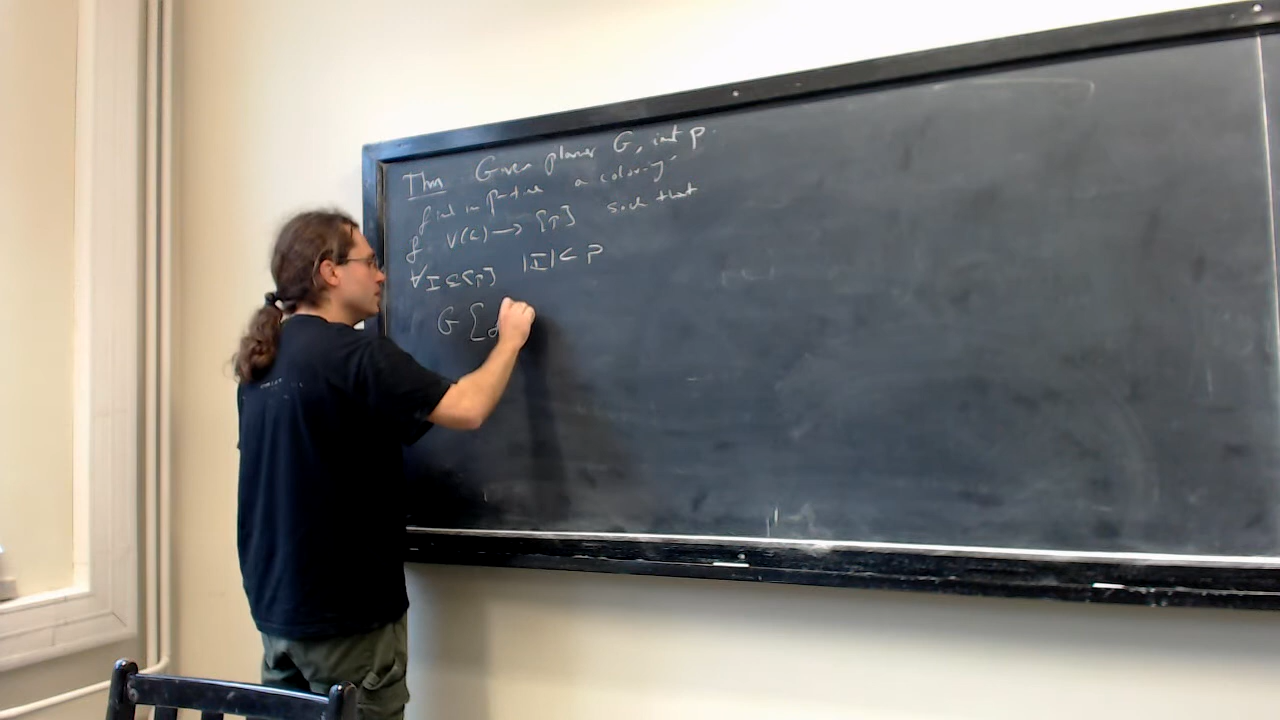 Thm Given planar G, int p.
find in p-time a coloring
f: V(G) → [p] such that
∀I⊆[p] |I|< p
G[f